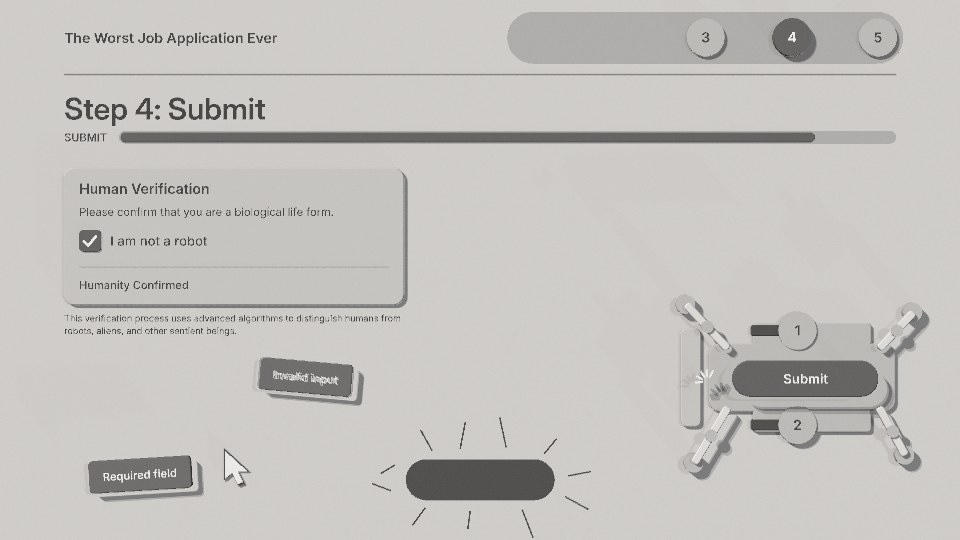 The Worst Job Application Ever
3
4
5
Step 4: Submit
SUBMIT
Human Verification
Please confirm that you are a biological life form.
I am not a robot
Humanity Confirmed
This verification process uses advanced algorithms to distinguish humans from
robots, aliens, and other sentient beings.
1
Invalid input
Submit
2
Required field